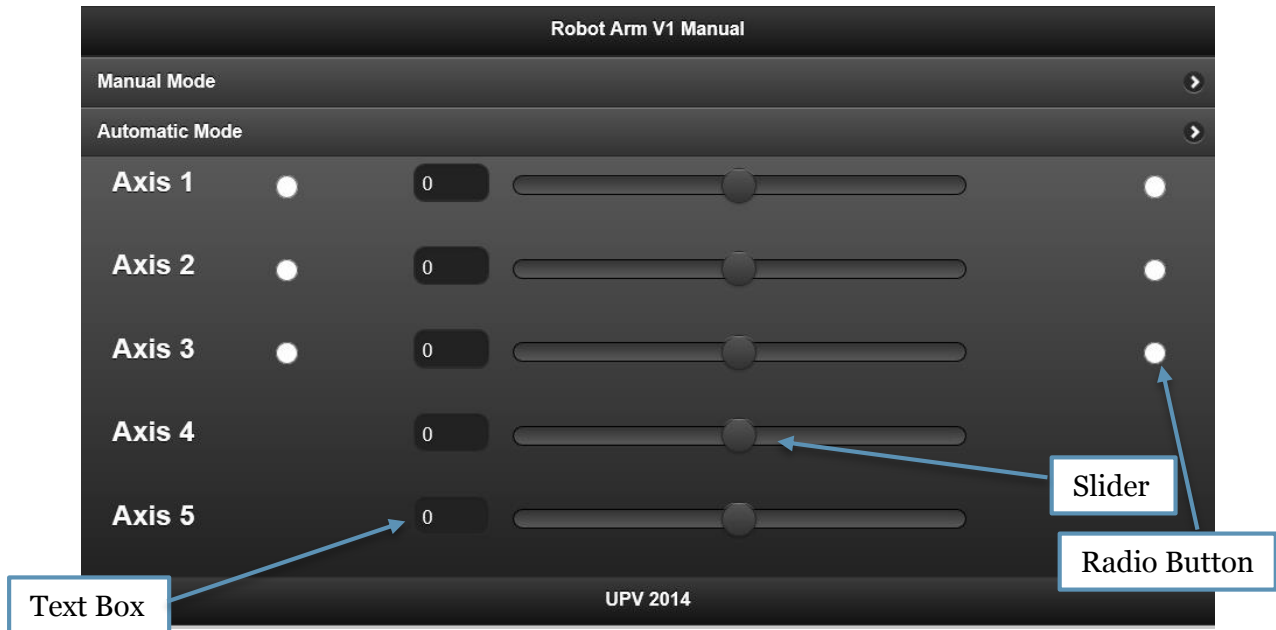 Robot Arm V1 Manual
Manual Mode
Automatic Mode
Axis 1 0
Axis 2 0
Axis 3 0
Axis 4 0
Slider
Axis 5 0
Radio Button
Text Box
UPV 2014